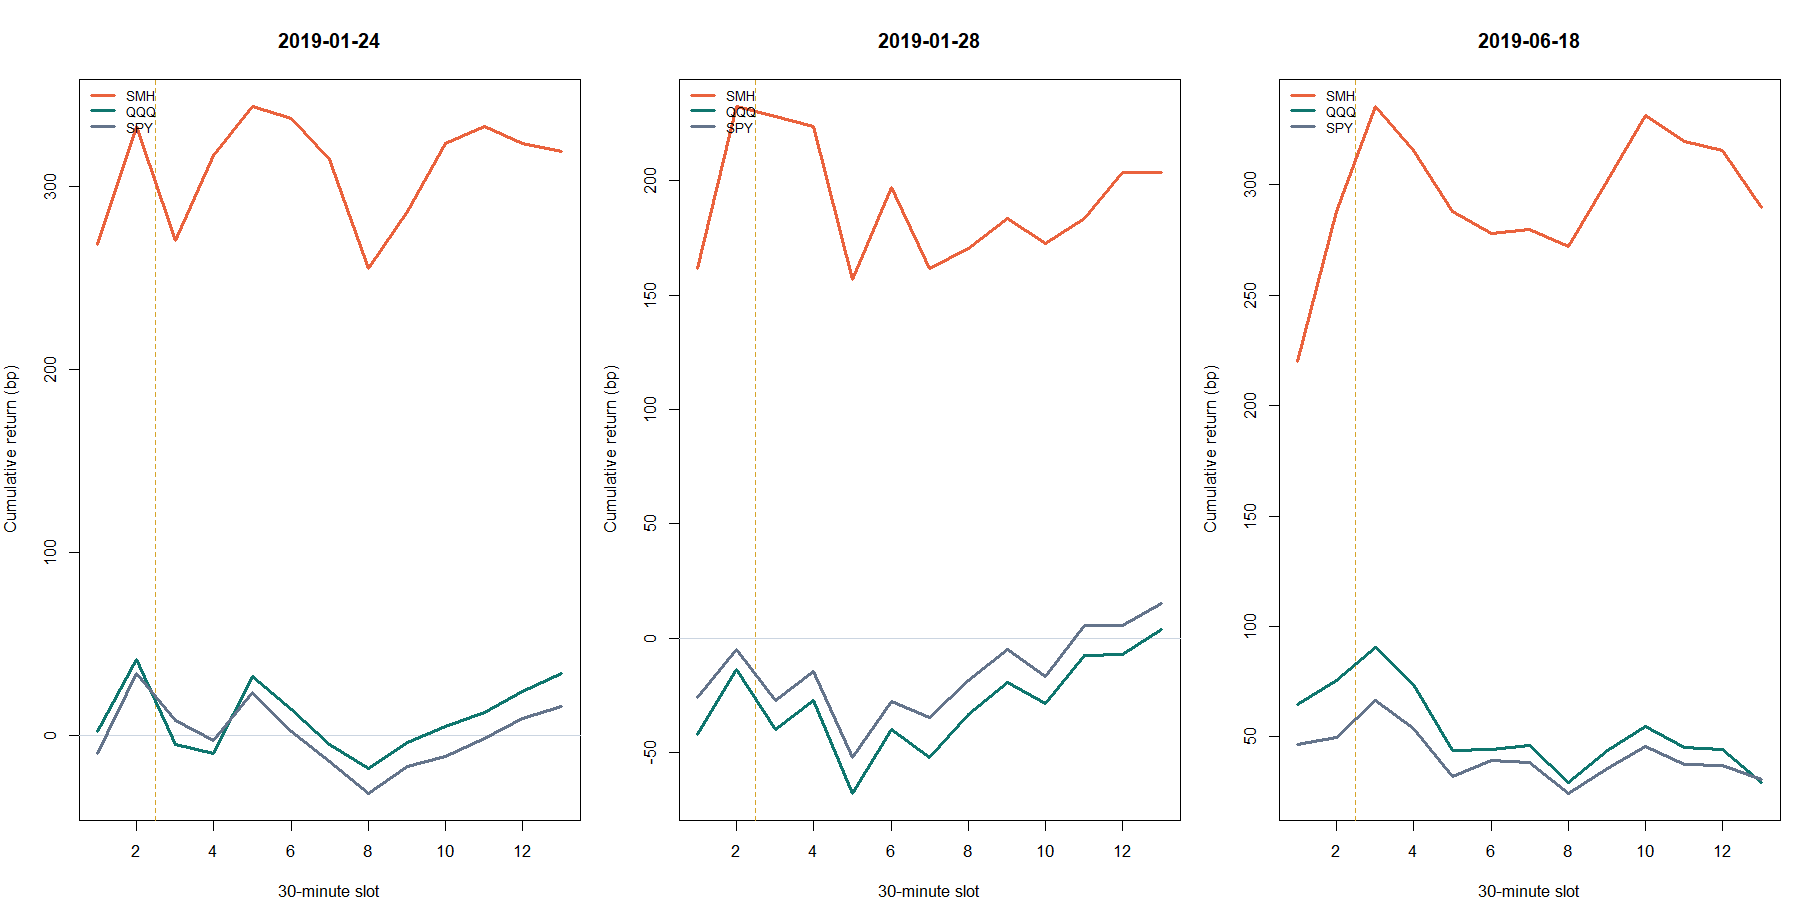 2019-01-24
SMH
QQQ
SPY
300
200
100
0
Cumulative return (bp)
2 4 6 8 10 12
30-minute slot
2019-01-28
SMH
QQQ
SPY
200
150
100
50
0
-50
Cumulative return (bp)
2 4 6 8 10 12
30-minute slot
2019-06-18
SMH
QQQ
SPY
300
250
200
150
100
50
Cumulative return (bp)
2 4 6 8 10 12
30-minute slot